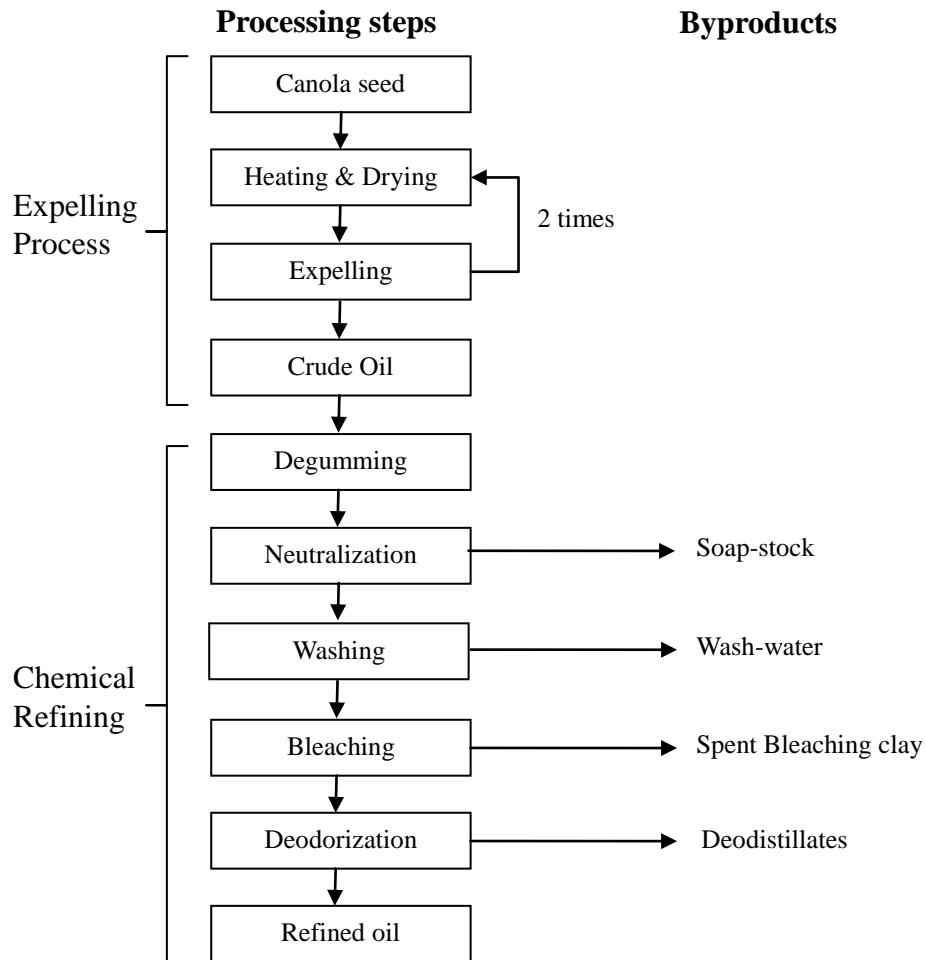 Processing steps
Byproducts
Canola seed
Heating & Drying
2 times
Expelling
Process
Expelling
Crude Oil
Degumming
Neutralization
Soap-stock
Washing
Wash-water
Chemical
Refining
Bleaching
Spent Bleaching clay
Deodorization
Deodistillates
Refined oil